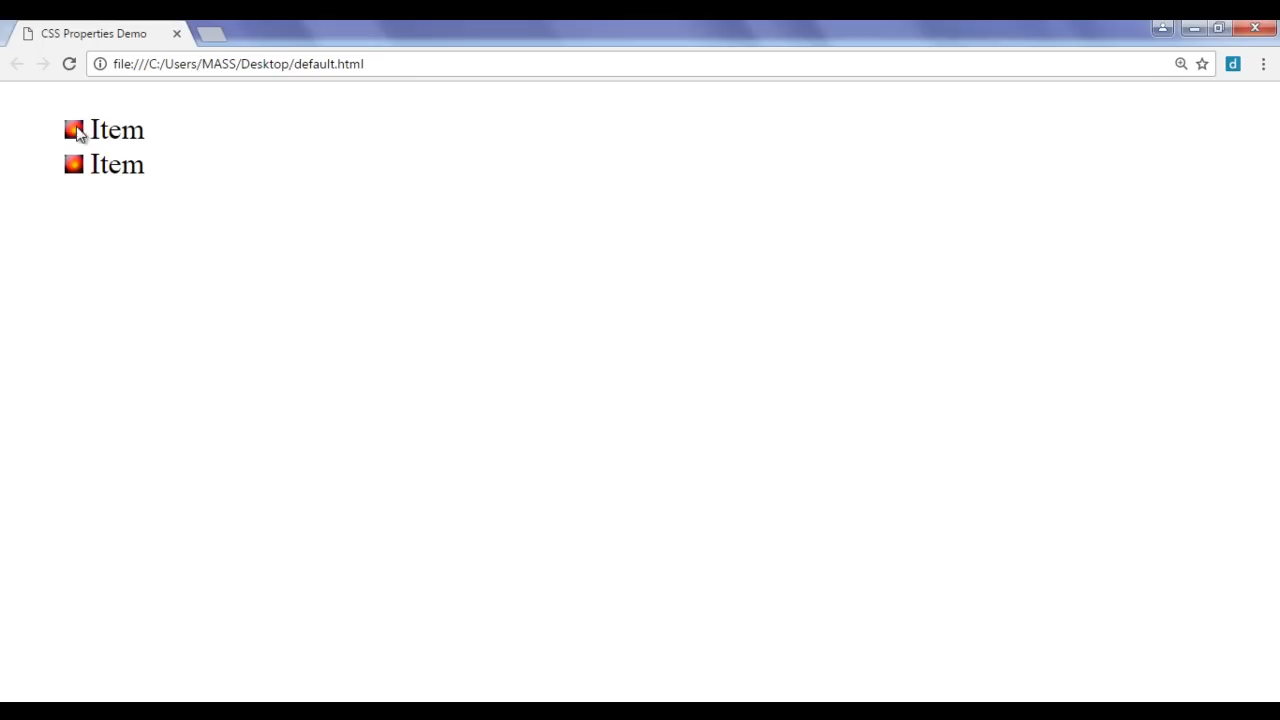 CSS Properties Demo
file:///C:/Users/MASS/Desktop/default.html
d
Item
Item